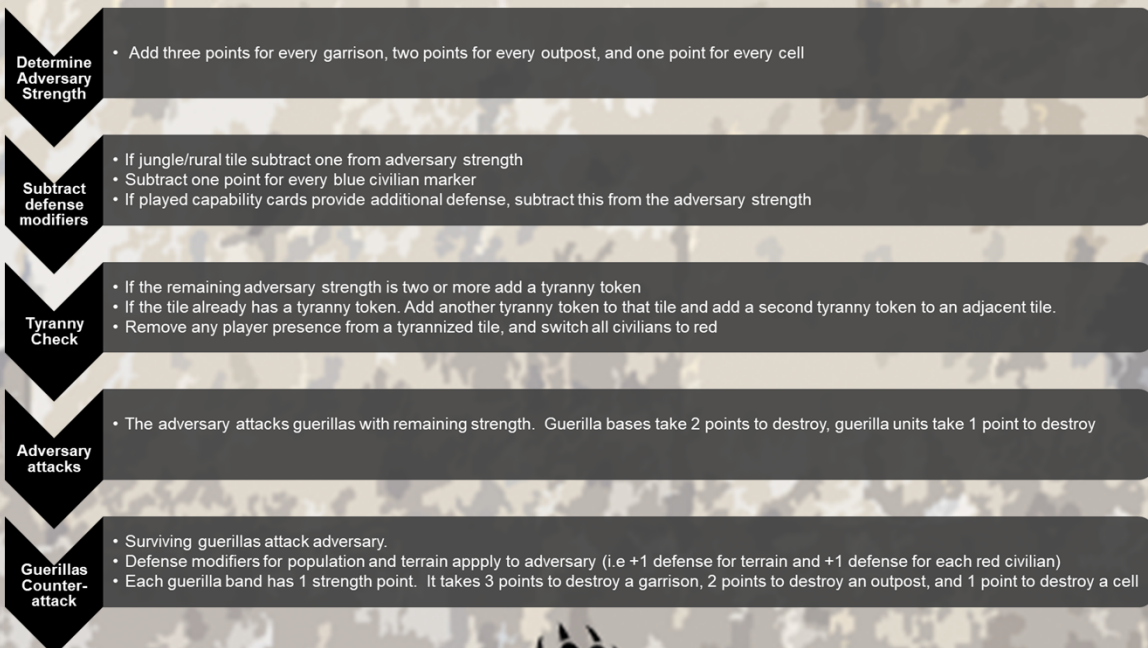 Determine
Adversary
Strength
• Add three points for every garrison, two points for every outpost, and one point for every cell
Subtract
defense
modifiers
• If jungle/rural tile subtract one from adversary strength
• Subtract one point for every blue civilian marker
• If played capability cards provide additional defense, subtract this from the adversary strength
Tyranny
Check
• If the remaining adversary strength is two or more add a tyranny token
• If the tile already has a tyranny token. Add another tyranny token to that tile and add a second tyranny token to an adjacent tile.
• Remove any player presence from a tyrannized tile, and switch all civilians to red
Adversary
attacks
• The adversary attacks guerillas with remaining strength.  Guerilla bases take 2 points to destroy, guerilla units take 1 point to destroy
Guerillas
Counter-
attack
• Surviving guerillas attack adversary.
• Defense modifiers for population and terrain appply to adversary (i.e +1 defense for terrain and +1 defense for each red civilian)
• Each guerilla band has 1 strength point.  It takes 3 points to destroy a garrison, 2 points to destroy an outpost, and 1 point to destroy a cell